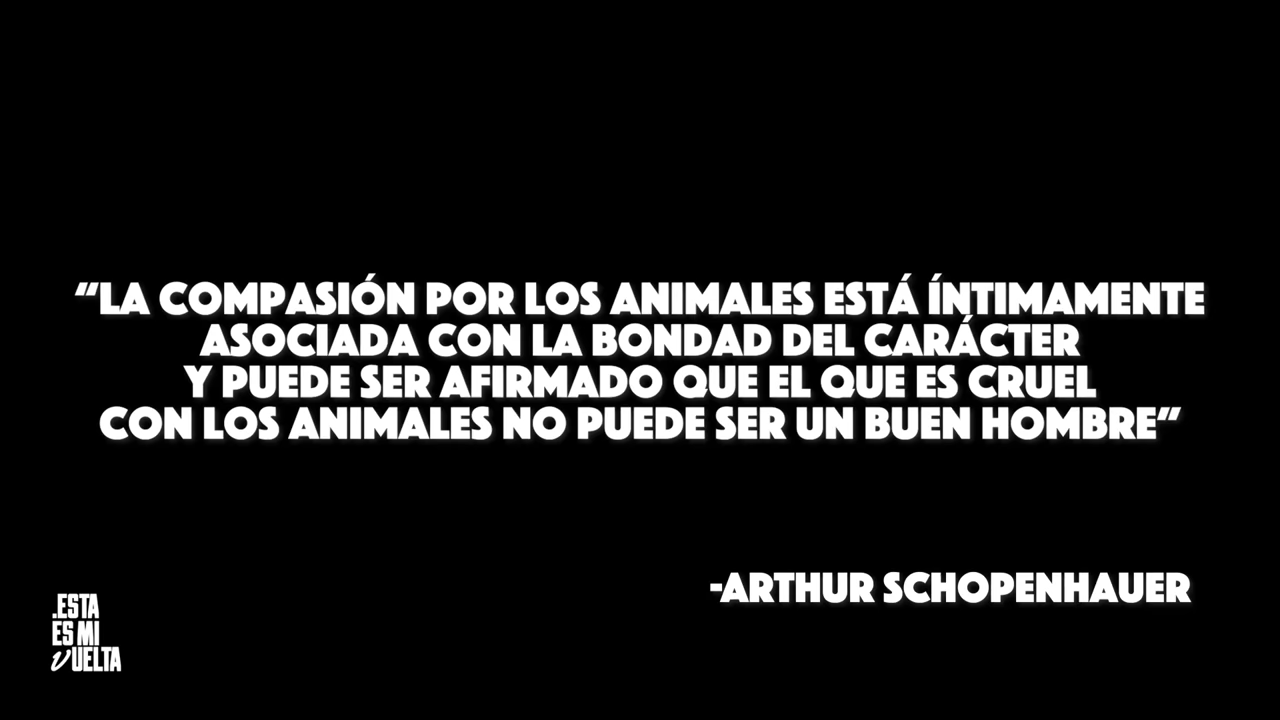 “LA COMPASIÓN POR LOS ANIMALES ESTÁ ÍNTIMAMENTE
ASOCIADA CON LA BONDAD DEL CARÁCTER
Y PUEDE SER AFIRMADO QUE EL QUE ES CRUEL
CON LOS ANIMALES NO PUEDE SER UN BUEN HOMBRE”
-ARTHUR SCHOPENHAUER
.ESTA
ES MI
VUELTA